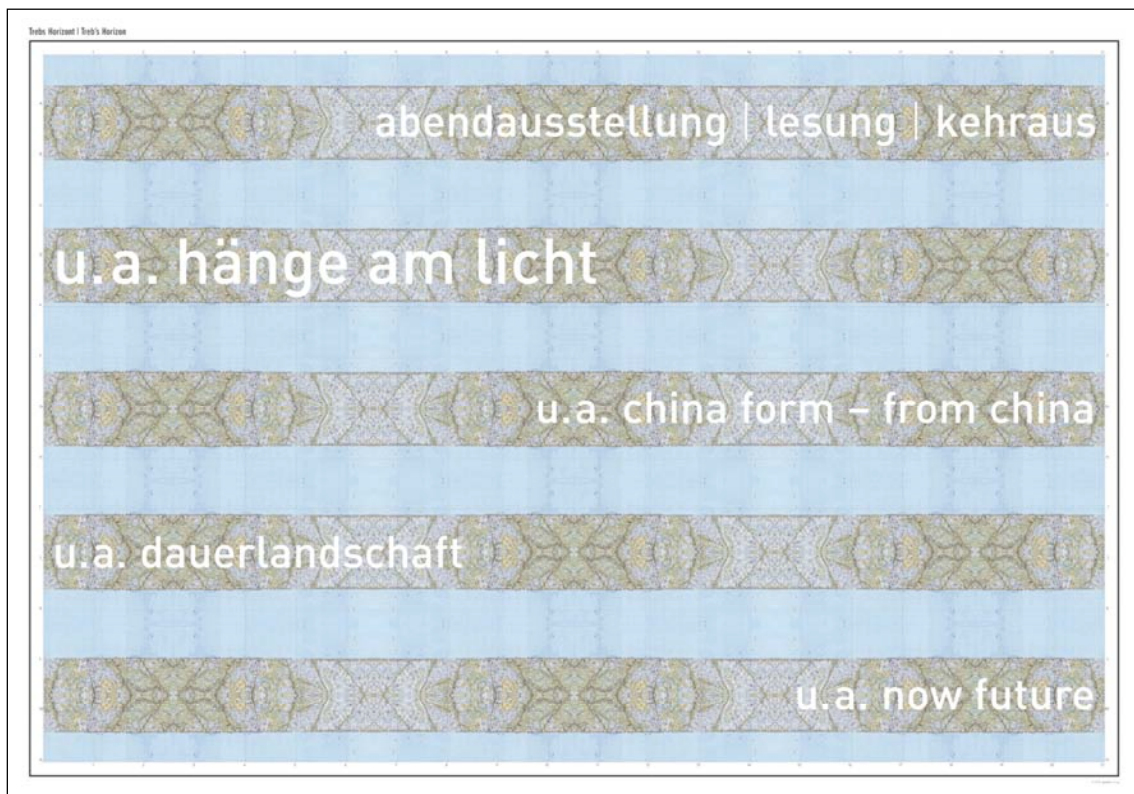 Trebs Horizont | Treb's Horizon
abendausstellung | lesung | kehraus
u.a. hänge am licht
u.a. china form – from china
u.a. dauerlandschaft
u.a. now future